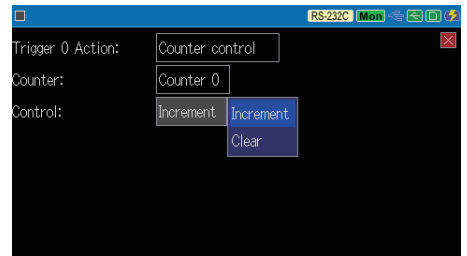 RS-232C Mon
Trigger 0 Action: Counter control
Counter: Counter 0
Control: Increment Increment
Clear